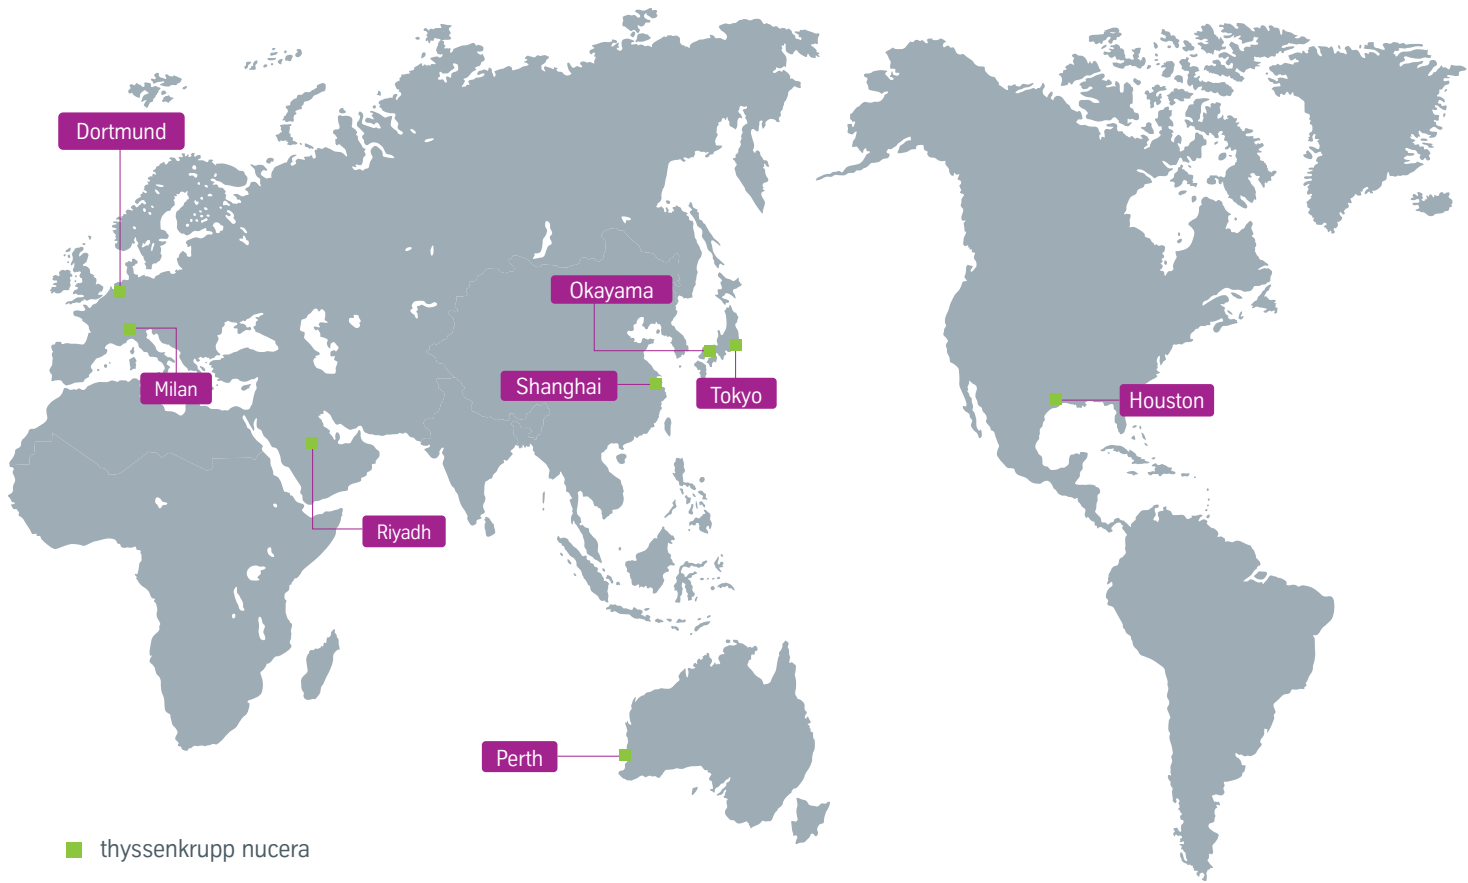 Dortmund
Okayama
Milan
Shanghai
Tokyo
Houston
Riyadh
Perth
thyssenkrupp nucera